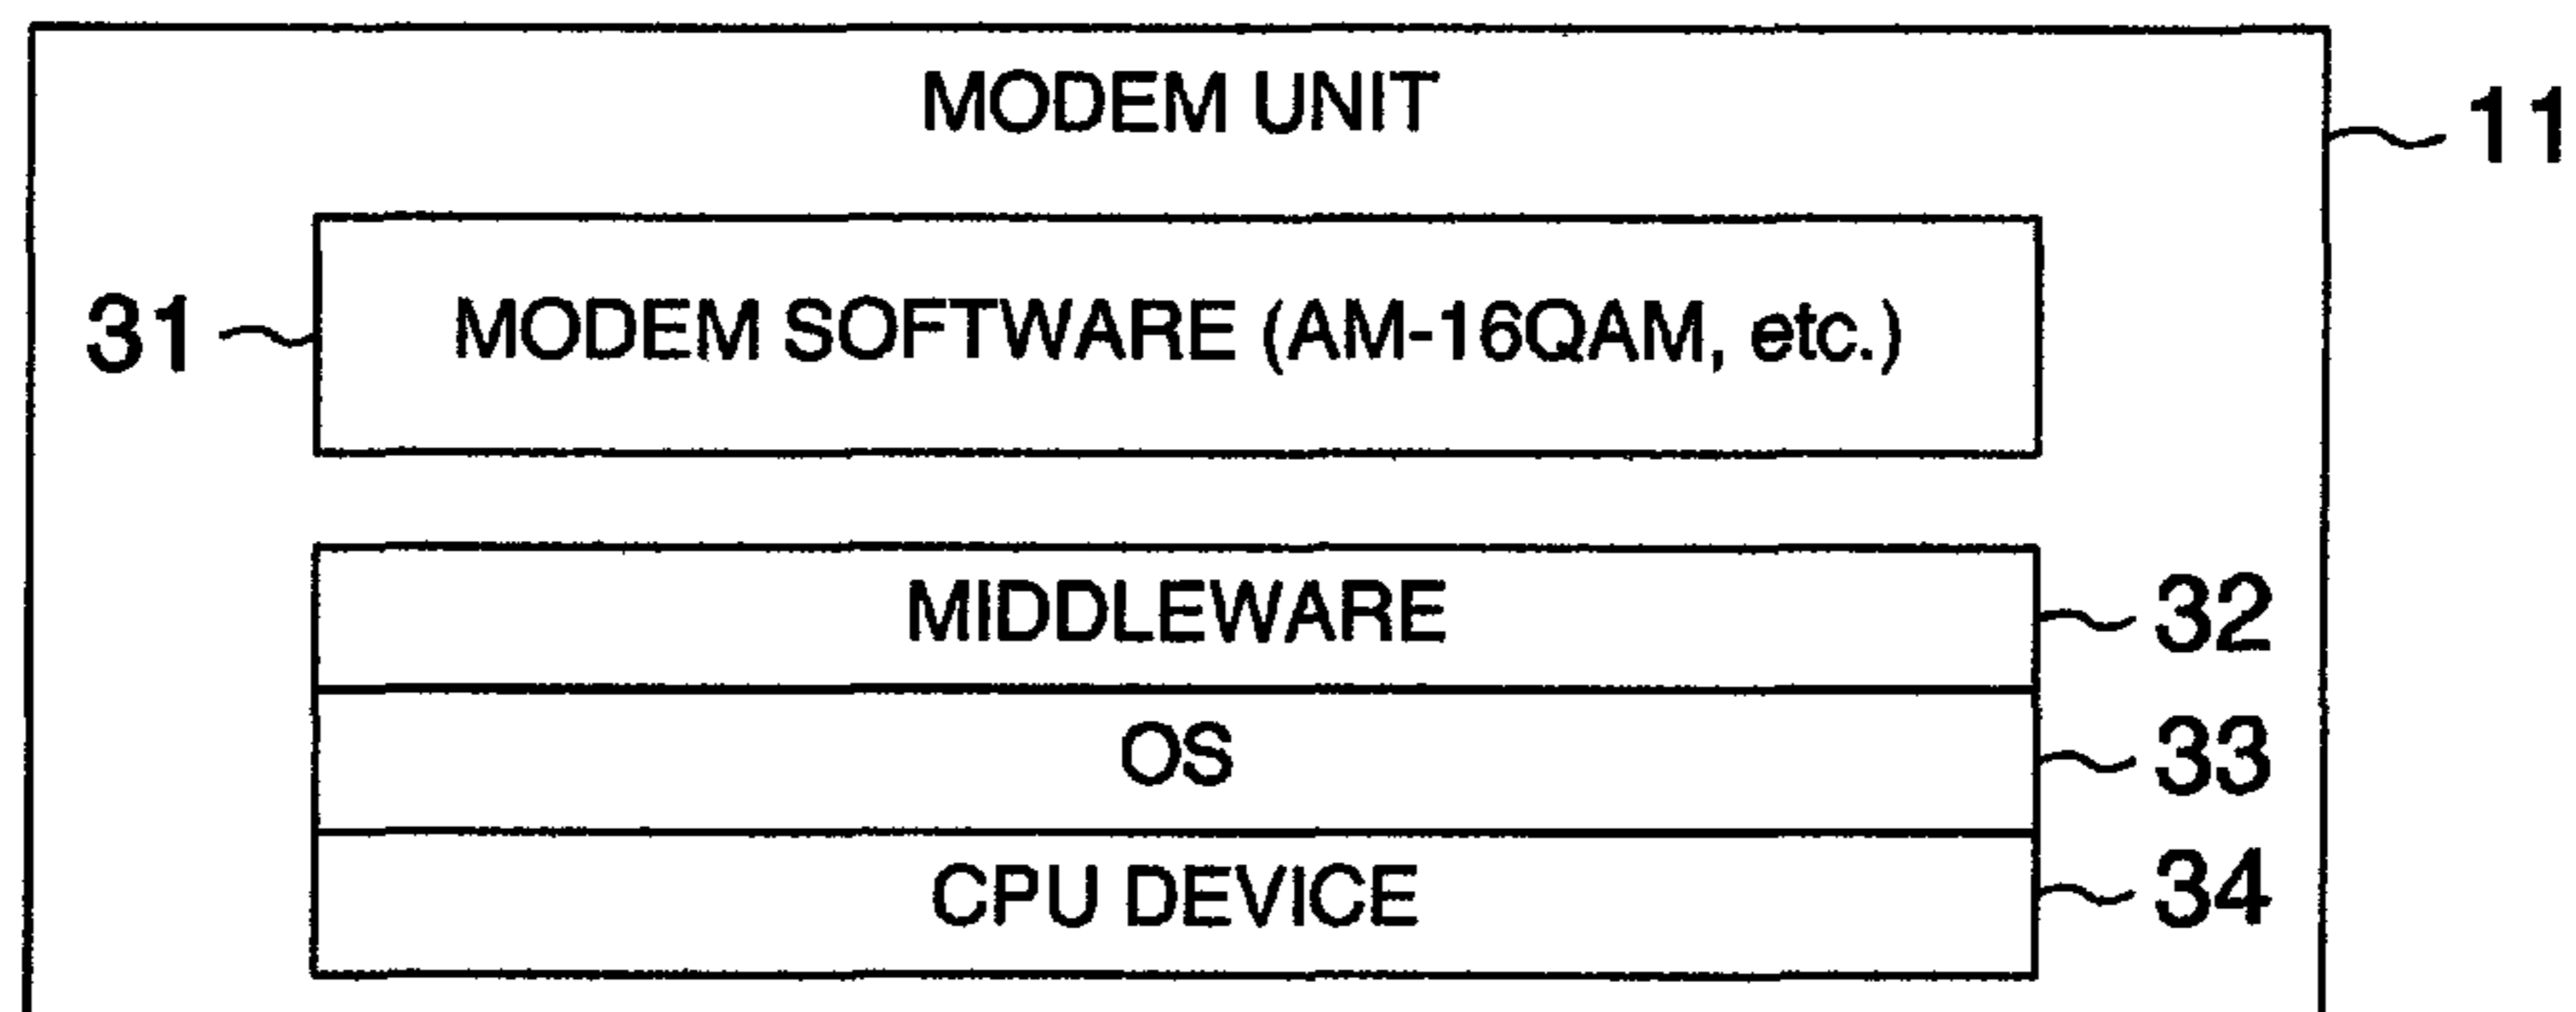 MODEM UNIT
11
31
MODEM SOFTWARE (AM-16QAM, etc.)
MIDDLEWARE
32
OS
33
CPU DEVICE
34